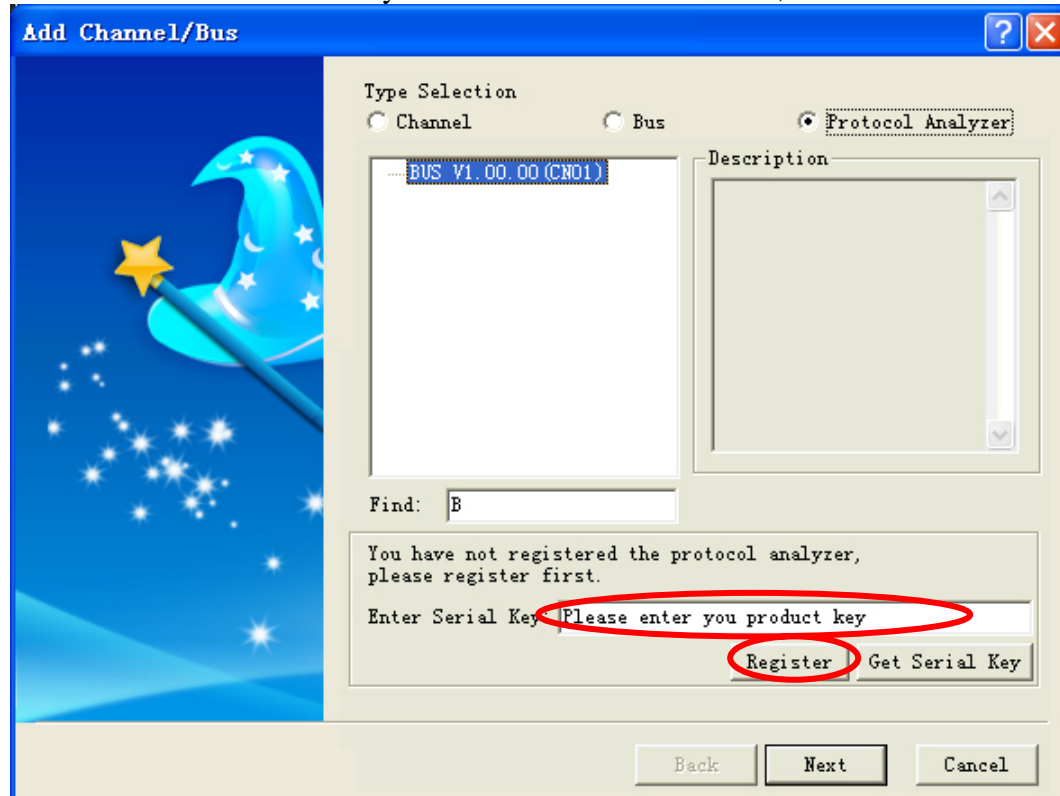 Add Channel/Bus
Type Selection
Channel Bus Protocol Analyzer
BUS V1.00.00(CN01)
Description
Find: B
You have not registered the protocol analyzer,
please register first.
Enter Serial Key: Please enter you product key
Register Get Serial Key
Back Next Cancel